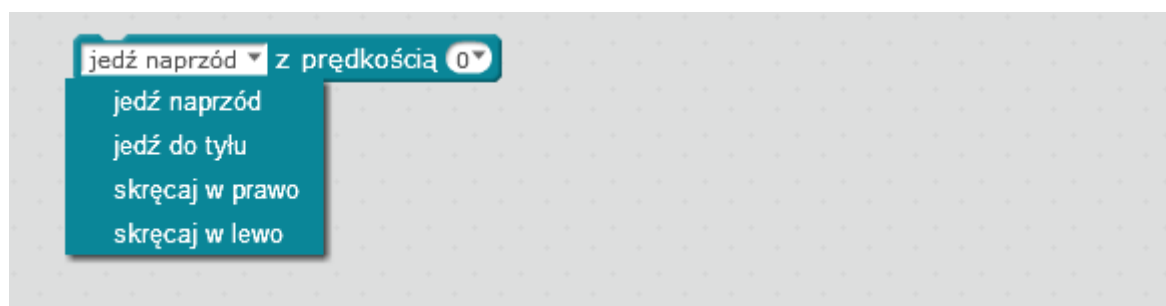 jedź naprzód z prędkością 0
jedź naprzód
jedź do tyłu
skręcaj w prawo
skręcaj w lewo